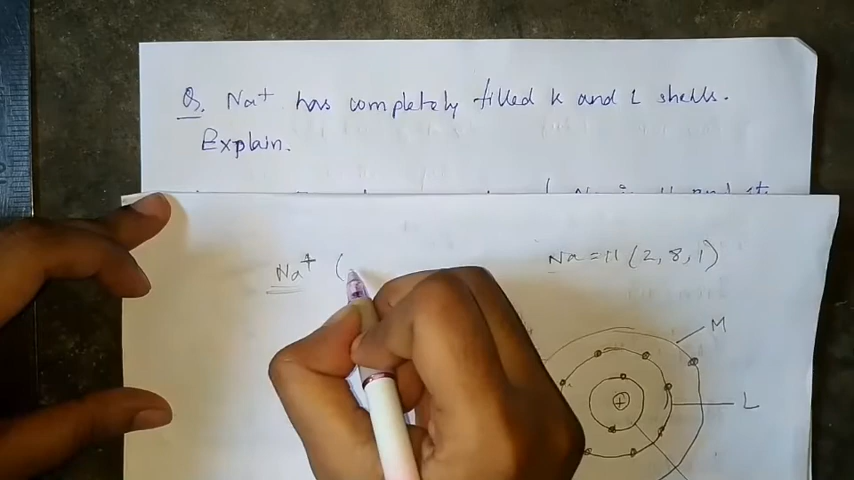 Q. Na⁺ has completely filled K and L shells.
Explain.
Na⁺ (
Na = 11 (2, 8, 1)
M
+
L